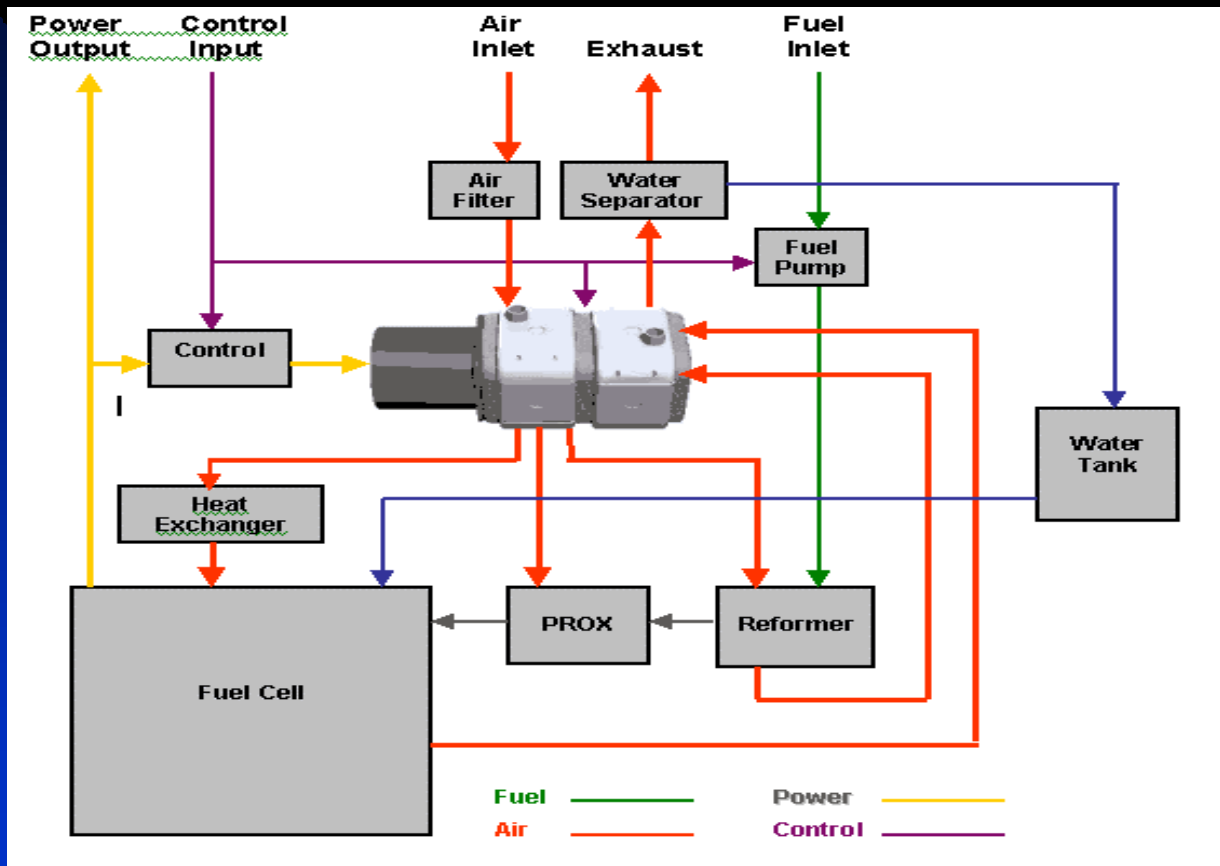 Power Control
Output Input
Air
Inlet
Exhaust
Fuel
Inlet
Air
Filter
Water
Separator
Fuel
Pump
Control
|
Water
Tank
Heat
Exchanger
PROX
Reformer
Fuel Cell
Fuel
Power
Air
Control